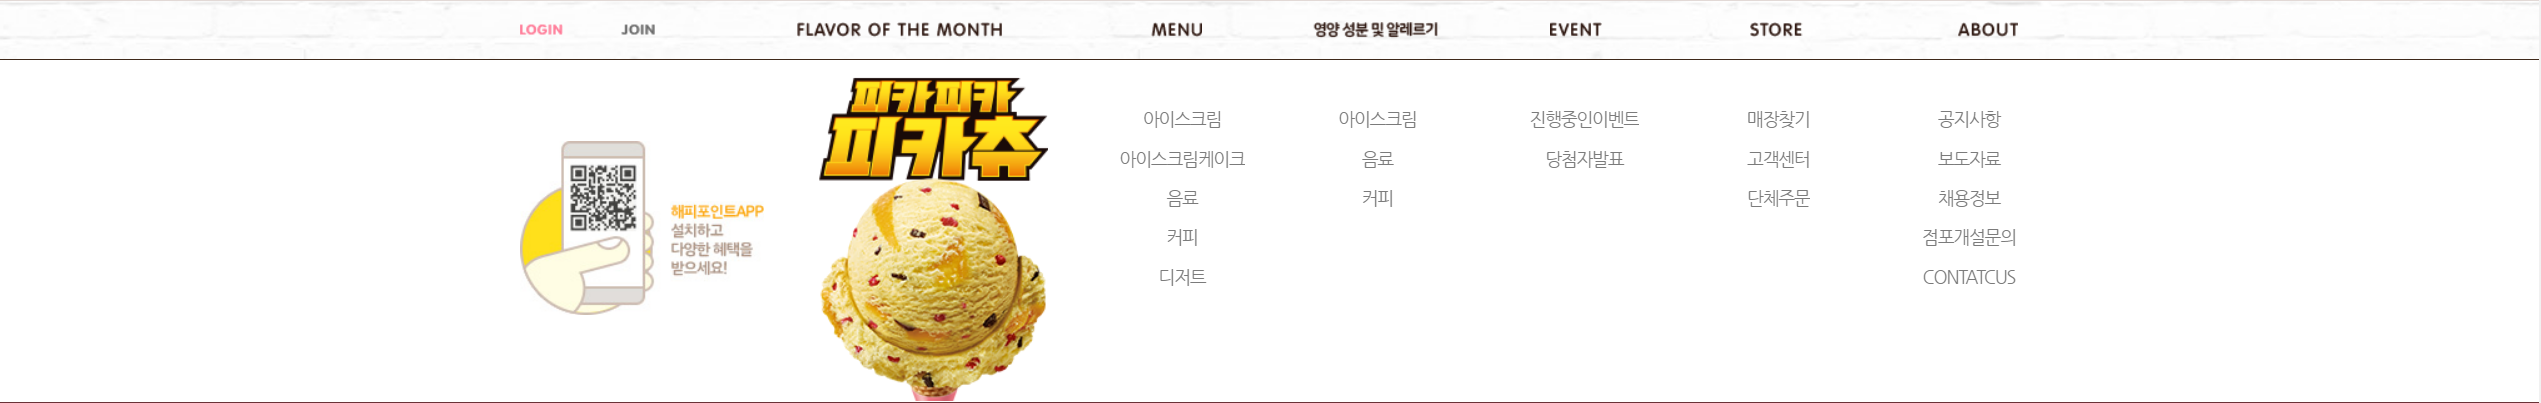 LOGIN
JOIN
FLAVOR OF THE MONTH
MENU
영양 성분 및 알레르기
EVENT
STORE
ABOUT
해피포인트APP
설치하고
다양한 혜택을
받으세요!
피카피카
피카츄
아이스크림
아이스크림케이크
음료
커피
디저트
아이스크림
음료
커피
진행중인이벤트
당첨자발표
매장찾기
고객센터
단체주문
공지사항
보도자료
채용정보
점포개설문의
CONTATCUS